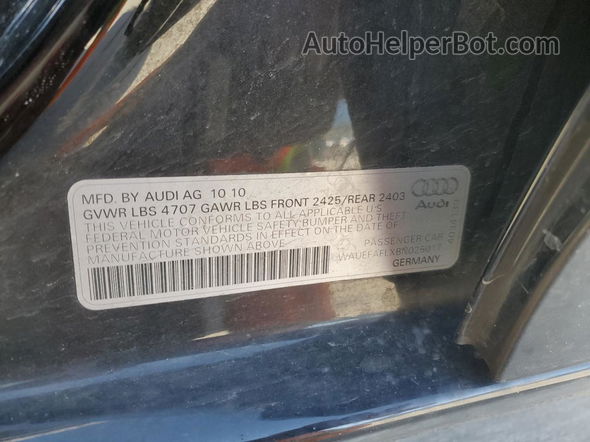 AutoHelperBot.com
MFD. BY AUDI AG 10 10
GVWR LBS 4707 GAWR LBS FRONT 2425/REAR 2403
THIS VEHICLE CONFORMS TO ALL APPLICABLE U.S
FEDERAL MOTOR VEHICLE SAFETY BUMPER AND THEFT
PREVENTION STANDARDS IN EFFECT ON THE DATE OF
MANUFACTURE SHOWN ABOVE
PASSENGER CAR
GERMANY
Audi